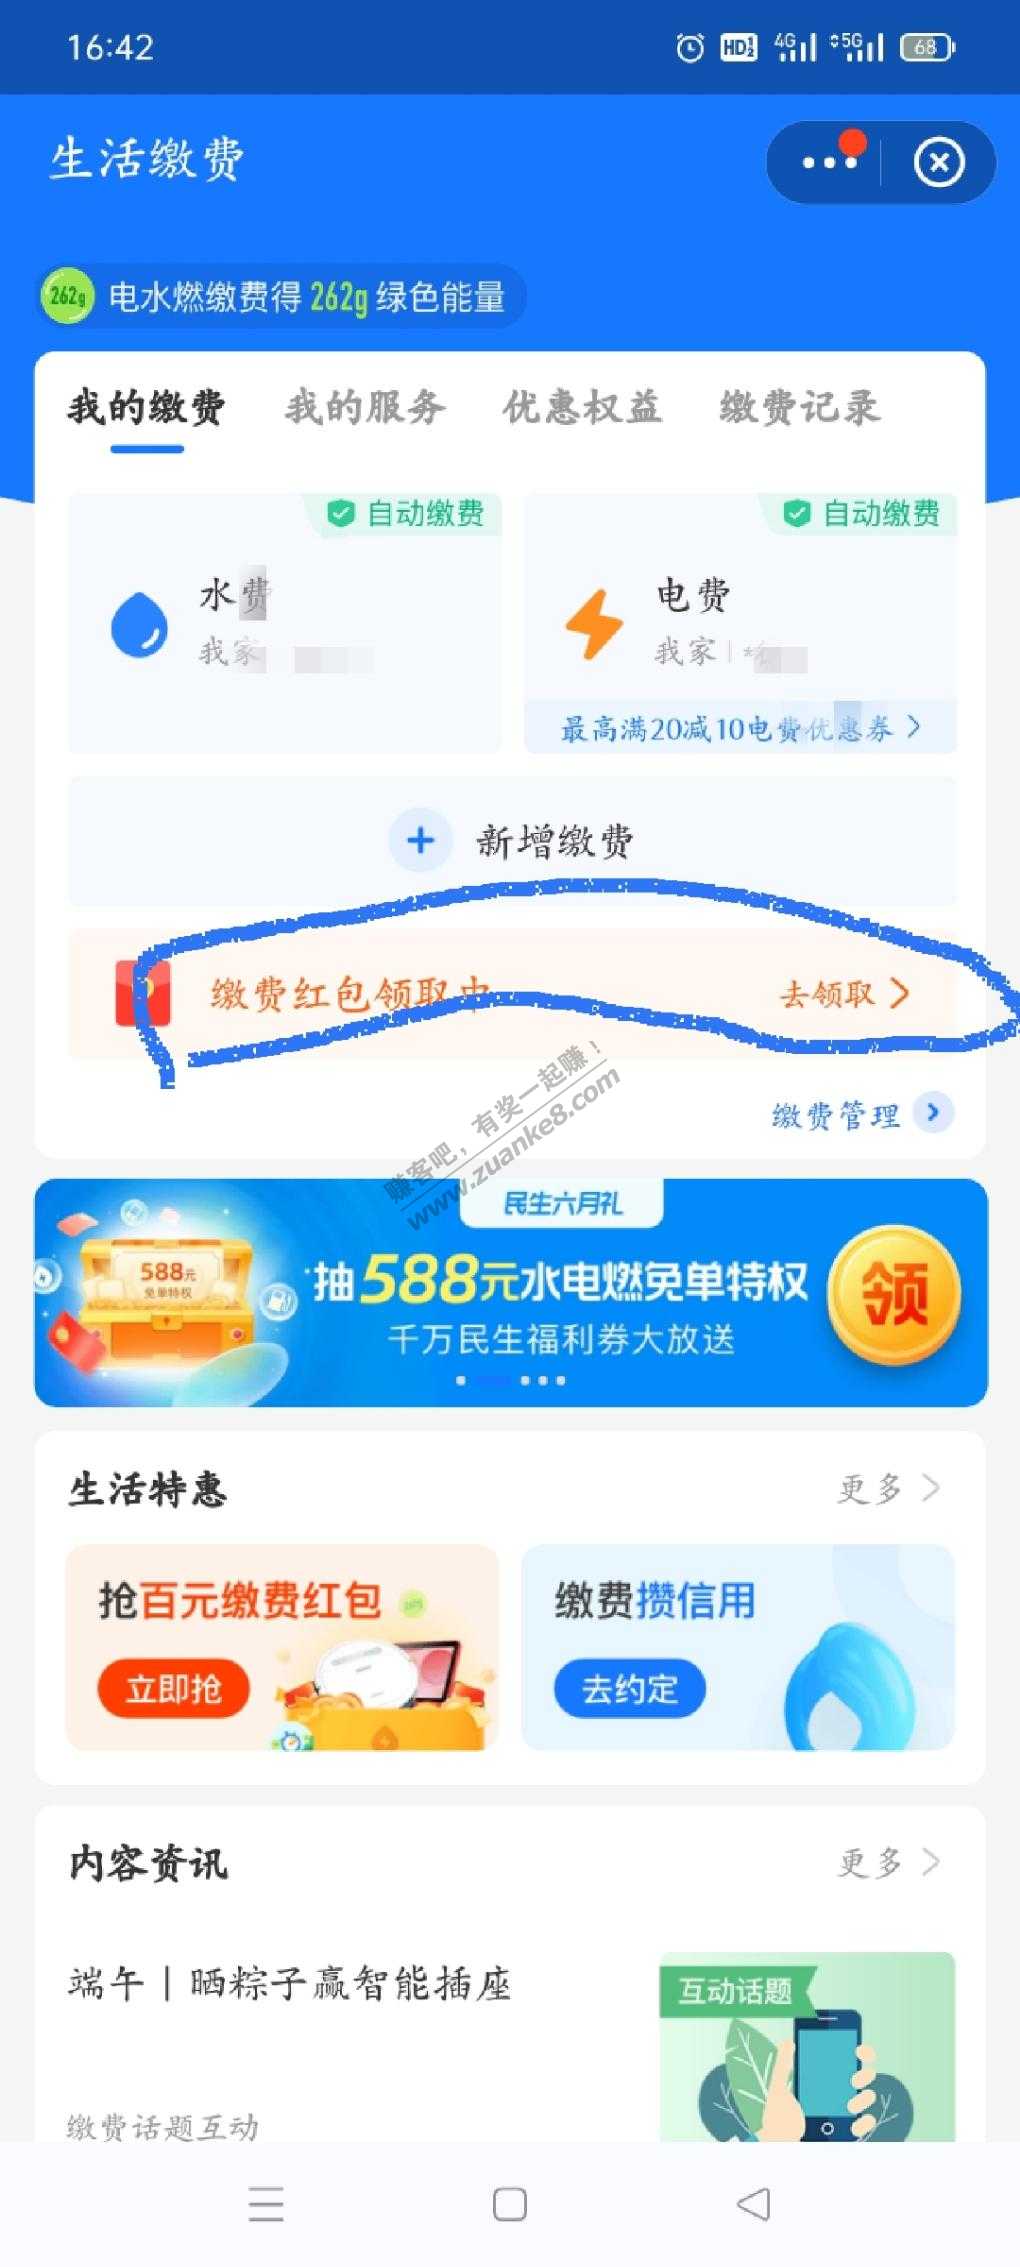 16:42
HD 1 2 4G 5G 68
生活缴费
262g 电水燃缴费得 262g 绿色能量
我的缴费 我的服务 优惠权益 缴费记录
自动缴费 自动缴费
水费 电费
我家 我家
最高满20减10电费优惠券
新增缴费
缴费红包领取中 去领取
缴费管理
赚客吧，有奖一起赚！
www.zuanke8.com
民生六月礼
588元
免单特权
抽588元水电燃免单特权
千万民生福利券大放送
领
生活特惠 更多
抢百元缴费红包 缴费攒信用
立即抢 去约定
内容资讯 更多
端午 | 晒粽子赢智能插座
互动话题
缴费话题互动